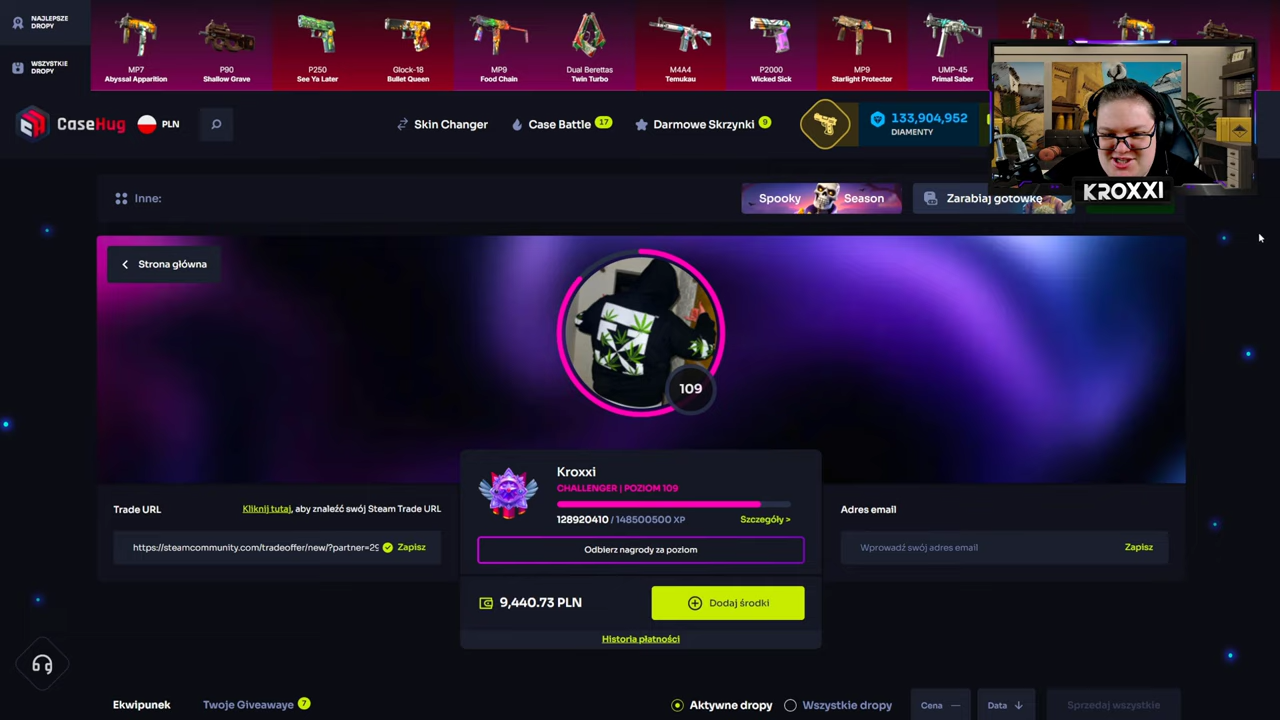 NAJLEPSZE
DROPY
WSZYSTKIE
DROPY
MP7
Abyssal Apparition
P90
Shallow Grave
P250
See Ya Later
Glock-18
Bullet Queen
MP9
Food Chain
Dual Berettas
Twin Turbo
M4A4
Temukau
P2000
Wicked Sick
MP9
Starlight Protector
UMP-45
Primal Saber
CaseHug
PLN
Skin Changer
Case Battle 17
Darmowe Skrzynki 9
133,904,952
DIAMENTY
KROXXI
Inne:
Spooky Season
Zarabiaj gotówkę
Strona główna
109
Kroxxi
CHALLENGER | POZIOM 109
128920410 / 148500500 XP
Szczegóły >
Odbierz nagrody za poziom
9,440.73 PLN
Dodaj środki
Historia płatności
Trade URL
Kliknij tutaj, aby znaleźć swój Steam Trade URL
https://steamcommunity.com/tradeoffer/new/?partner=29
Zapisz
Adres email
Wprowadź swój adres email
Zapisz
Ekwipunek
Twoje Giveawaye 7
Aktywne dropy
Wszystkie dropy
Cena
Data
Sprzedaj wszystkie